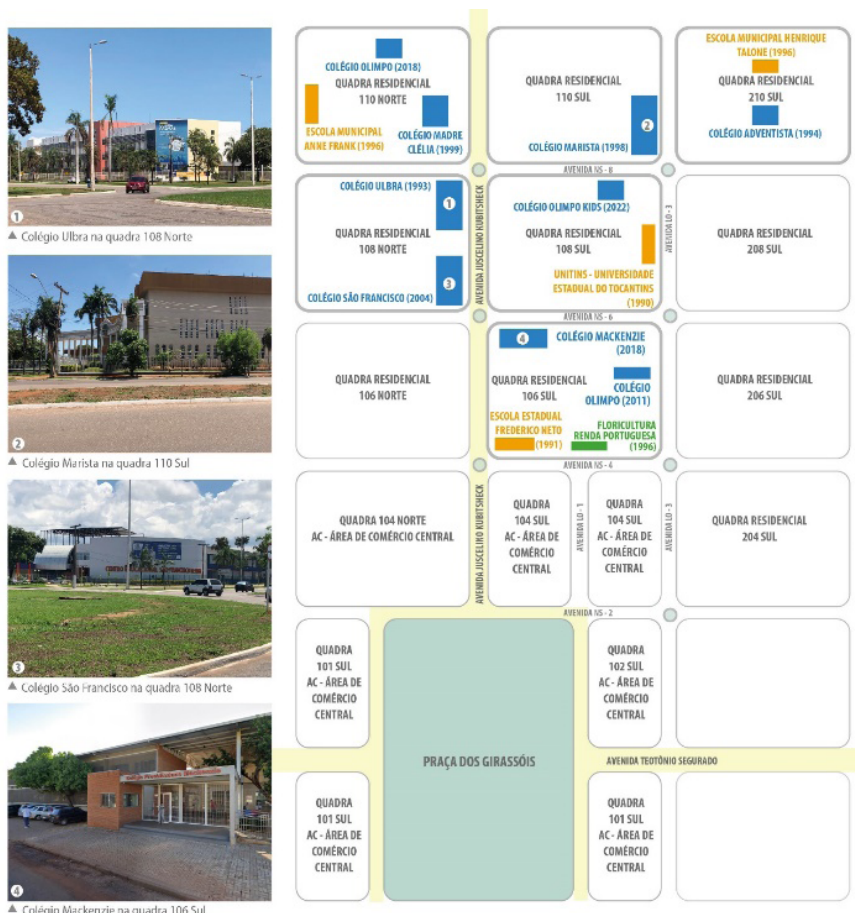 1
▲ Colégio Ulbra na quadra 108 Norte
2
▲ Colégio Marista na quadra 110 Sul
3
▲ Colégio São Francisco na quadra 108 Norte
4
▲ Colégio Mackenzie na quadra 106 Sul
COLÉGIO OLIMPO (2018)
QUADRA RESIDENCIAL
110 NORTE
ESCOLA MUNICIPAL
ANNE FRANK (1996)
COLÉGIO MADRE
CLÉLIA (1999)
QUADRA RESIDENCIAL
110 SUL
2
COLÉGIO MARISTA (1998)
ESCOLA MUNICIPAL HENRIQUE
TALONE (1996)
QUADRA RESIDENCIAL
210 SUL
COLÉGIO ADVENTISTA (1994)
AVENIDA NS - 8
COLÉGIO ULBRA (1993)
1
QUADRA RESIDENCIAL
108 NORTE
3
COLÉGIO SÃO FRANCISCO (2004)
AVENIDA JUSCELINO KUBITSHECK
COLÉGIO OLIMPO KIDS (2022)
QUADRA RESIDENCIAL
108 SUL
UNITINS - UNIVERSIDADE
ESTADUAL DO TOCANTINS
(1990)
AVENIDA LO - 3
QUADRA RESIDENCIAL
208 SUL
AVENIDA NS - 6
QUADRA RESIDENCIAL
106 NORTE
4
COLÉGIO MACKENZIE
(2018)
QUADRA RESIDENCIAL
106 SUL
COLÉGIO
OLIMPO (2011)
ESCOLA ESTADUAL
FREDERICO NETO
(1991)
FLORICULTURA
RENDA PORTUGUESA
(1996)
QUADRA RESIDENCIAL
206 SUL
AVENIDA NS - 4
QUADRA 104 NORTE
AC - ÁREA DE COMÉRCIO CENTRAL
AVENIDA JUSCELINO KUBITSHECK
QUADRA
104 SUL
AC - ÁREA DE
COMÉRCIO
CENTRAL
AVENIDA LO - 1
QUADRA
104 SUL
AC - ÁREA DE
COMÉRCIO
CENTRAL
AVENIDA LO - 3
QUADRA RESIDENCIAL
204 SUL
AVENIDA NS - 2
QUADRA
101 SUL
AC - ÁREA DE
COMÉRCIO
CENTRAL
QUADRA
102 SUL
AC - ÁREA DE
COMÉRCIO
CENTRAL
PRAÇA DOS GIRASSÓIS
AVENIDA TEOTÔNIO SEGURADO
QUADRA
101 SUL
AC - ÁREA DE
COMÉRCIO
CENTRAL
QUADRA
101 SUL
AC - ÁREA DE
COMÉRCIO
CENTRAL